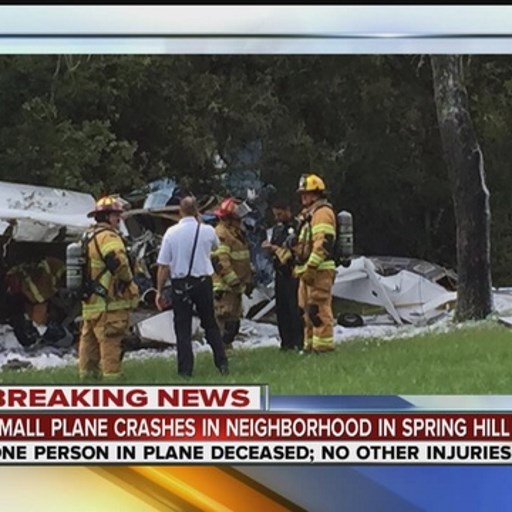 BREAKING NEWS
MALL PLANE CRASHES IN NEIGHBORHOOD IN SPRING HILL
ONE PERSON IN PLANE DECEASED; NO OTHER INJURIES